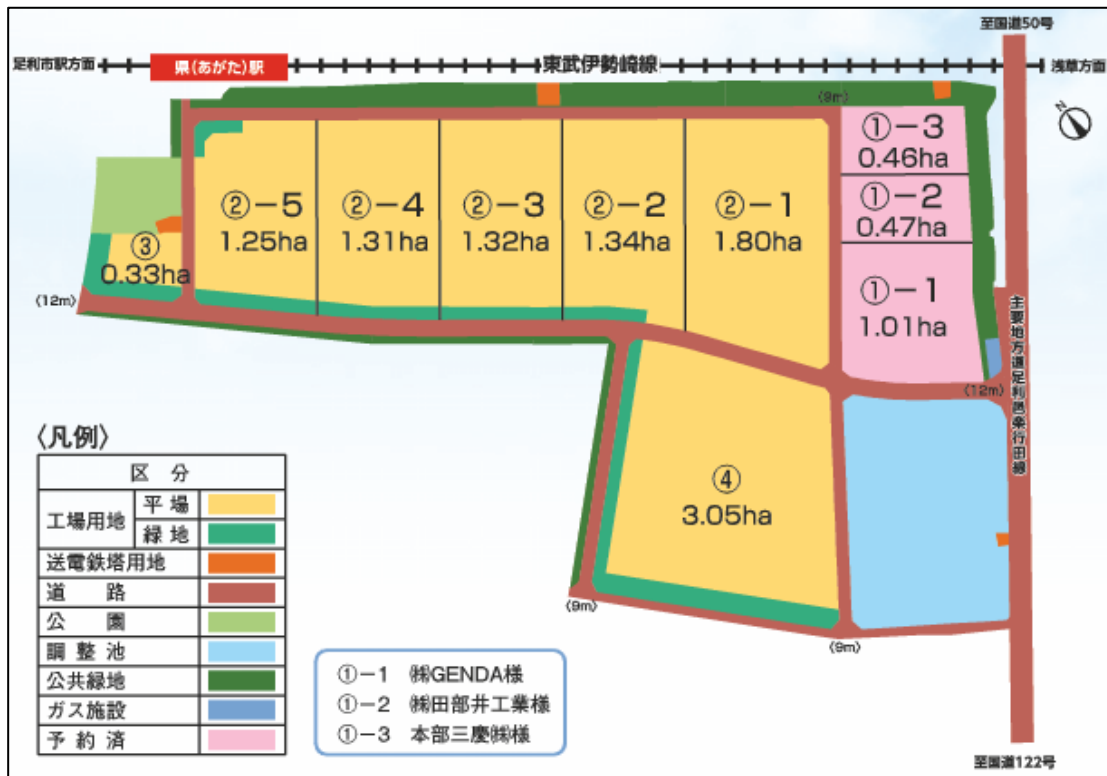 至国道50号
足利市駅方面
県(あがた)駅
東武伊勢崎線
浅草方面
N
(9m)
①-3
0.46ha
①-2
0.47ha
①-1
1.01ha
②-5
1.25ha
②-4
1.31ha
②-3
1.32ha
②-2
1.34ha
②-1
1.80ha
③
0.33ha
(12m)
(12m)
主要地方道足利邑楽行田線
④
3.05ha
(9m)
(9m)
〈凡例〉
区 分
工場用地 平場
緑地
送電鉄塔用地
道 路
公 園
調整池
公共緑地
ガス施設
予約済
①-1 ㈱GENDA様
①-2 ㈱田部井工業様
①-3 本部三慶㈱様
至国道122号